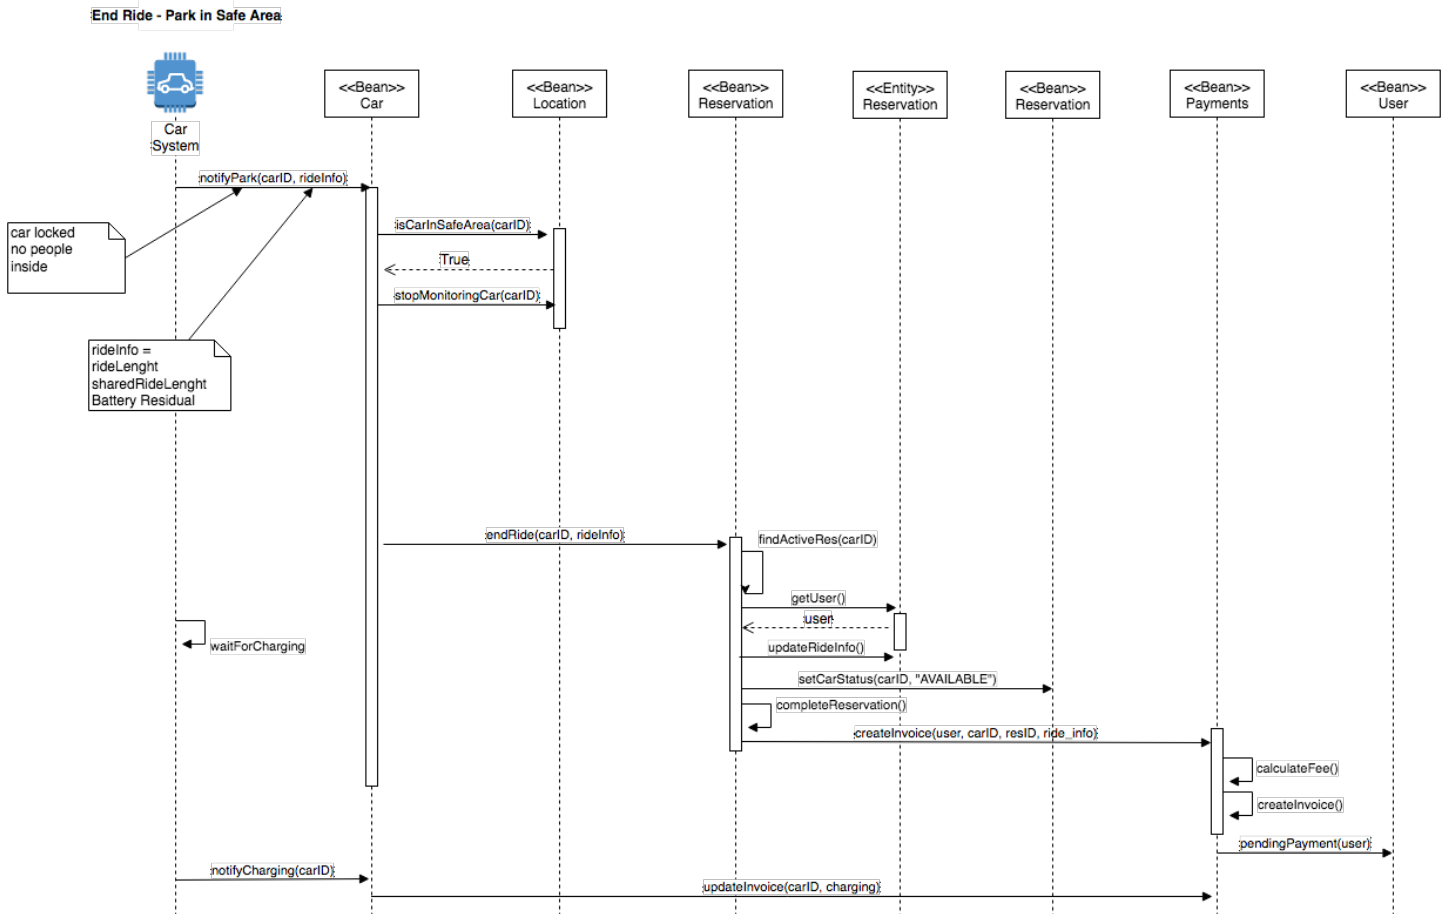 End Ride - Park in Safe Area
Car
System
<<Bean>>
Car
<<Bean>>
Location
<<Bean>>
Reservation
<<Entity>>
Reservation
<<Bean>>
Reservation
<<Bean>>
Payments
<<Bean>>
User
notifyPark(carID, rideInfo)
car locked
no people
inside
isCarInSafeArea(carID)
True
stopMonitoringCar(carID)
rideInfo =
rideLenght
sharedRideLenght
Battery Residual
endRide(carID, rideInfo)
findActiveRes(carID)
getUser()
user
waitForCharging
updateRideInfo()
setCarStatus(carID, "AVAILABLE")
completeReservation()
createInvoice(user, carID, resID, ride_info)
calculateFee()
createInvoice()
pendingPayment(user)
notifyCharging(carID)
updateInvoice(carID, charging)